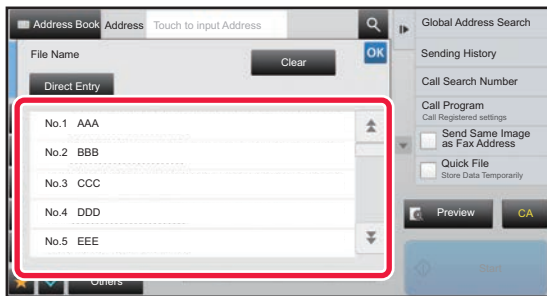 Address Book Address Touch to input Address
File Name
Clear
OK
Direct Entry
No.1 AAA
No.2 BBB
No.3 CCC
No.4 DDD
No.5 EEE
Others
Global Address Search
Sending History
Call Search Number
Call Program
Call Registered settings
Send Same Image
as Fax Address
Quick File
Store Data Temporarily
Preview
CA
Start